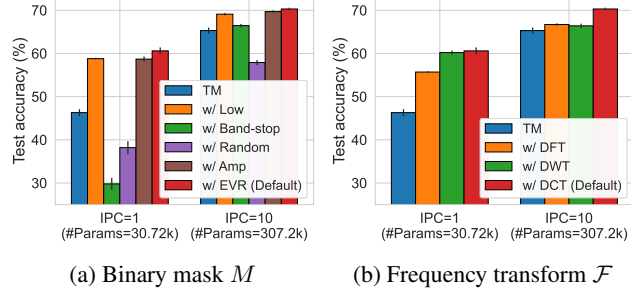 Test accuracy (%)
70
60
50
40
30
TM
w/ Low
w/ Band-stop
w/ Random
w/ Amp
w/ EVR (Default)
IPC=1
(#Params=30.72k)
IPC=10
(#Params=307.2k)
(a) Binary mask M
Test accuracy (%)
70
60
50
40
30
TM
w/ DFT
w/ DWT
w/ DCT (Default)
IPC=1
(#Params=30.72k)
IPC=10
(#Params=307.2k)
(b) Frequency transform ℱ